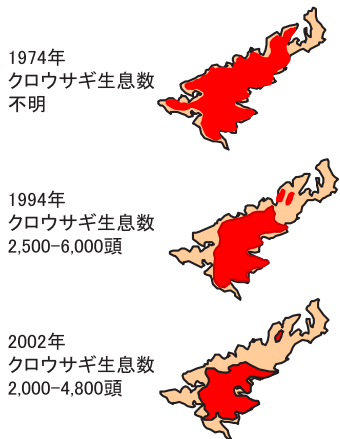 1974年
クロウサギ生息数
不明
1994年
クロウサギ生息数
2,500-6,000頭
2002年
クロウサギ生息数
2,000-4,800頭